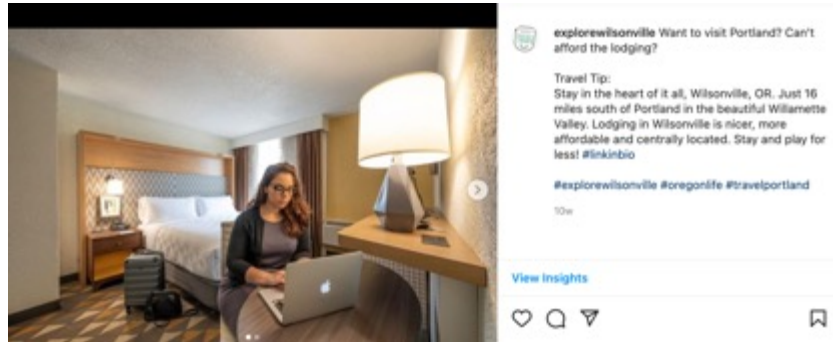 explorewilsonville Want to visit Portland? Can't
afford the lodging?
Travel Tip:
Stay in the heart of it all, Wilsonville, OR. Just 16
miles south of Portland in the beautiful Willamette
Valley. Lodging in Wilsonville is nicer, more
affordable and centrally located. Stay and play for
less! #linkinbio
#explorewilsonville #oregonlife #travelportland
10w
View Insights